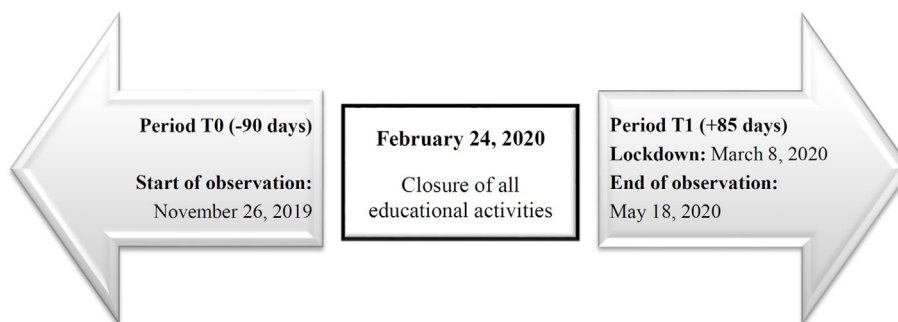 Period T0 (-90 days)
Start of observation:
November 26, 2019
February 24, 2020
Closure of all
educational activities
Period T1 (+85 days)
Lockdown: March 8, 2020
End of observation:
May 18, 2020